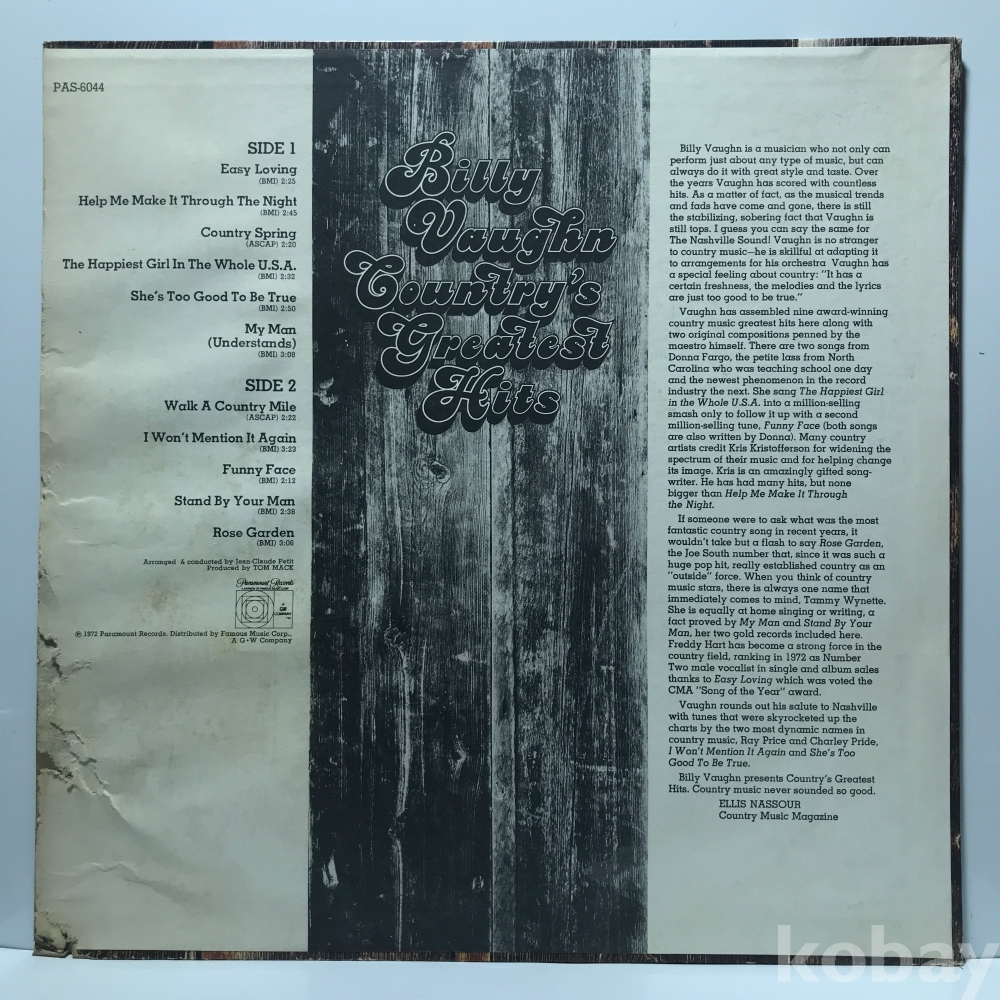 PAS-6044
SIDE 1
Easy Loving
(BMI) 2:25
Help Me Make It Through The Night
(BMI) 2:45
Country Spring
(ASCAP) 2:20
The Happiest Girl In The Whole U.S.A.
(BMI) 2:32
She's Too Good To Be True
(BMI) 2:50
My Man
(Understands)
(BMI) 3:08
SIDE 2
Walk A Country Mile
(ASCAP) 2:22
I Won't Mention It Again
(BMI) 3:23
Funny Face
(BMI) 2:12
Stand By Your Man
(BMI) 2:38
Rose Garden
(BMI) 3:06
Arranged & conducted by Jean-Claude Petit
Produced by TOM MACK
Paramount Records
℗ 1972 Paramount Records. Distributed by Famous Music Corp.,
A G+W Company
Billy
Vaughn
Country's
Greatest
Hits
Billy Vaughn is a musician who not only can
perform just about any type of music, but can
always do it with great style and taste. Over
the years Vaughn has scored with countless
hits. As a matter of fact, as the musical trends
and fads have come and gone, there is still
the stabilizing, sobering fact that Vaughn is
still tops. I guess you can say the same for
The Nashville Sound! Vaughn is no stranger
to country music—he is skillful at adapting it
to arrangements for his orchestra Vaughn has
a special feeling about country: "It has a
certain freshness, the melodies and the lyrics
are just too good to be true."
Vaughn has assembled nine award-winning
country music greatest hits here along with
two original compositions penned by the
maestro himself. There are two songs from
Donna Fargo, the petite lass from North
Carolina who was teaching school one day
and the newest phenomenon in the record
industry the next. She sang The Happiest Girl
in the Whole U.S.A. into a million-selling
smash only to follow it up with a second
million-selling tune, Funny Face (both songs
are also written by Donna). Many country
artists credit Kris Kristofferson for widening the
spectrum of their music and for helping change
its image. Kris is an amazingly gifted song-
writer. He has had many hits, but none
bigger than Help Me Make It Through
the Night.
If someone were to ask what was the most
fantastic country song in recent years, it
wouldn't take but a flash to say Rose Garden,
the Joe South number that, since it was such a
huge pop hit, really established country as an
"outside" force. When you think of country
music stars, there is always one name that
immediately comes to mind, Tammy Wynette.
She is equally at home singing or writing, a
fact proved by My Man and Stand By Your
Man, her two gold records included here.
Freddy Hart has become a strong force in the
country field, ranking in 1972 as Number
Two male vocalist in single and album sales
thanks to Easy Loving which was voted the
CMA "Song of the Year" award.
Vaughn rounds out his salute to Nashville
with tunes that were skyrocketed up the
charts by the two most dynamic names in
country music, Ray Price and Charley Pride,
I Won't Mention It Again and She's Too
Good To Be True.
Billy Vaughn presents Country's Greatest
Hits. Country music never sounded so good.
ELLIS NASSOUR
Country Music Magazine
kobay